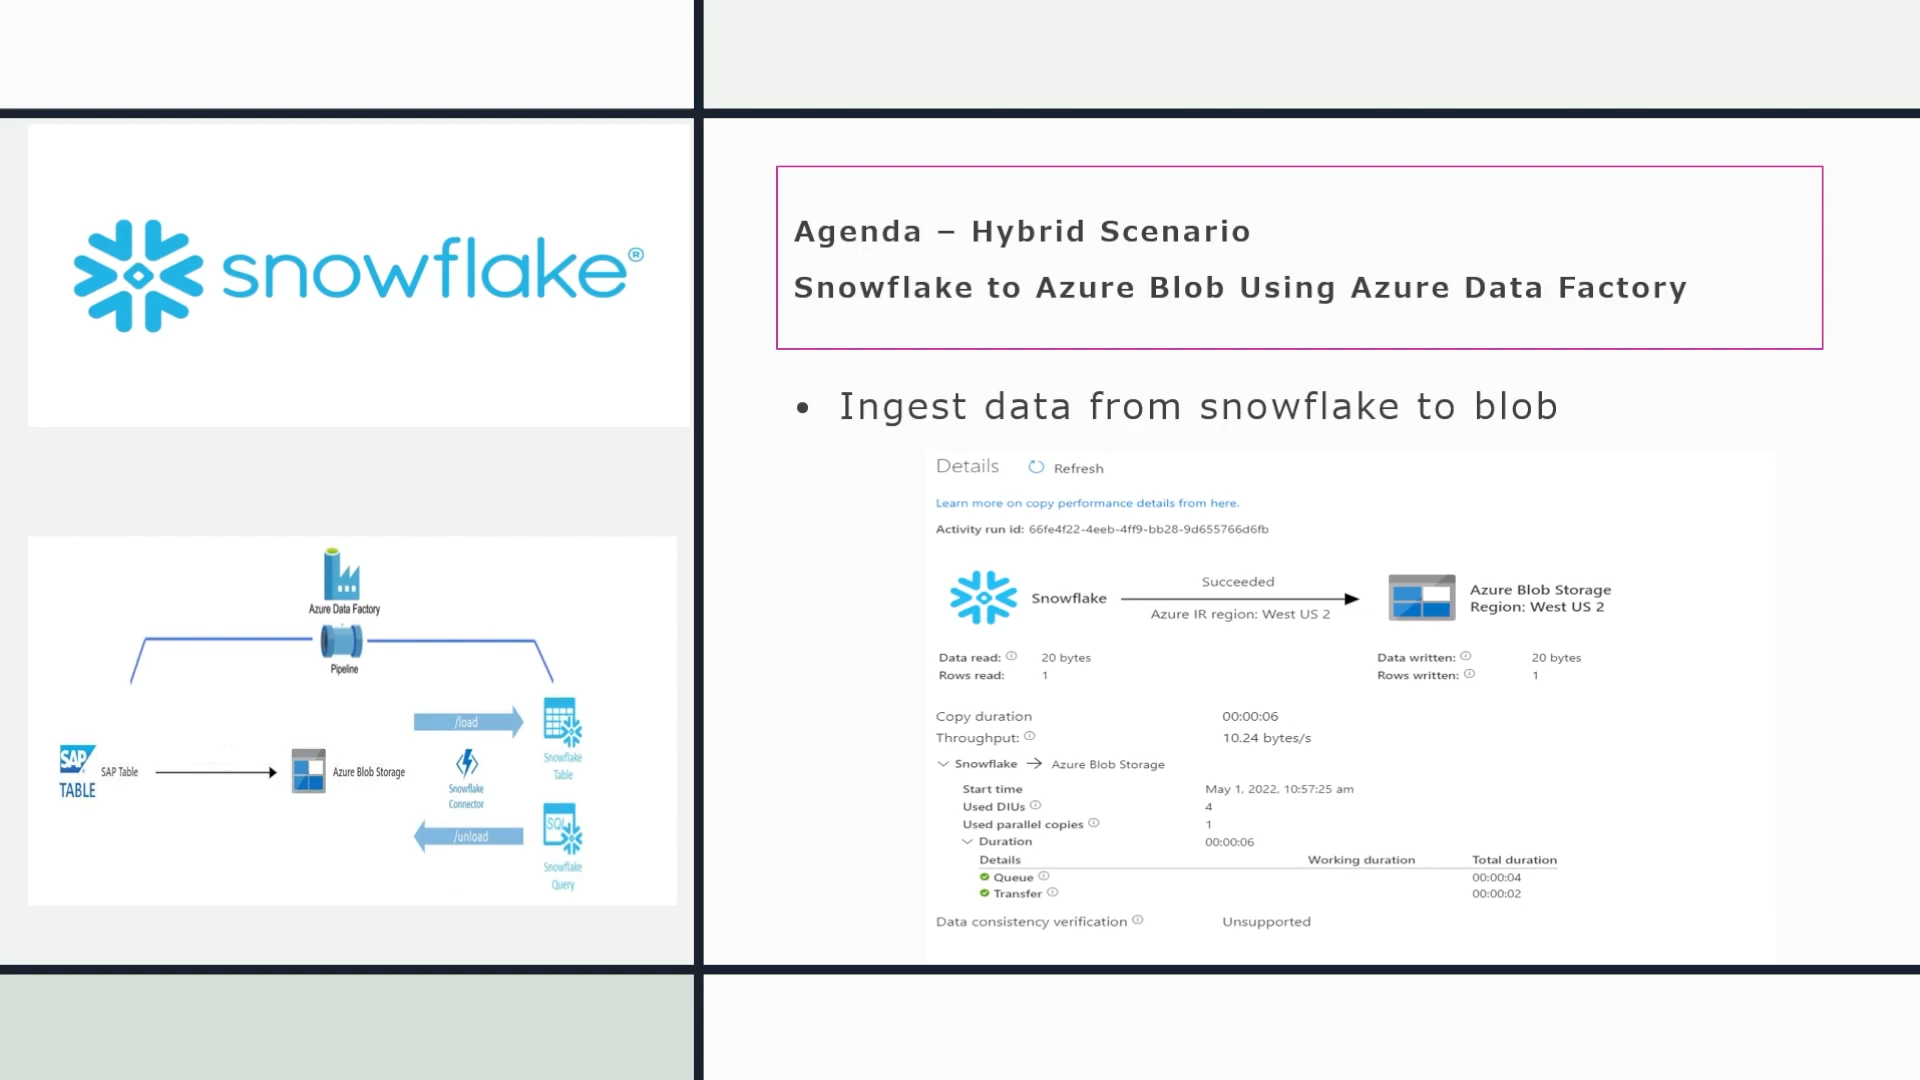 snowflake®
Azure Data Factory
Pipeline
/load
SAP
TABLE
SAP Table
Azure Blob Storage
Snowflake
Connector
Snowflake
Table
/unload
SQL
Snowflake
Query
Agenda – Hybrid Scenario
Snowflake to Azure Blob Using Azure Data Factory
• Ingest data from snowflake to blob
Details Refresh
Learn more on copy performance details from here.
Activity run id: 66fe4f22-4eeb-4ff9-bb28-9d655766d6fb
Snowflake
Succeeded
Azure IR region: West US 2
Azure Blob Storage
Region: West US 2
Data read: 20 bytes
Rows read: 1
Data written: 20 bytes
Rows written: 1
Copy duration 00:00:06
Throughput: 10.24 bytes/s
Snowflake → Azure Blob Storage
Start time May 1, 2022, 10:57:25 am
Used DIUs 4
Used parallel copies 1
Duration 00:00:06
Details Working duration Total duration
Queue 00:00:04
Transfer 00:00:02
Data consistency verification Unsupported